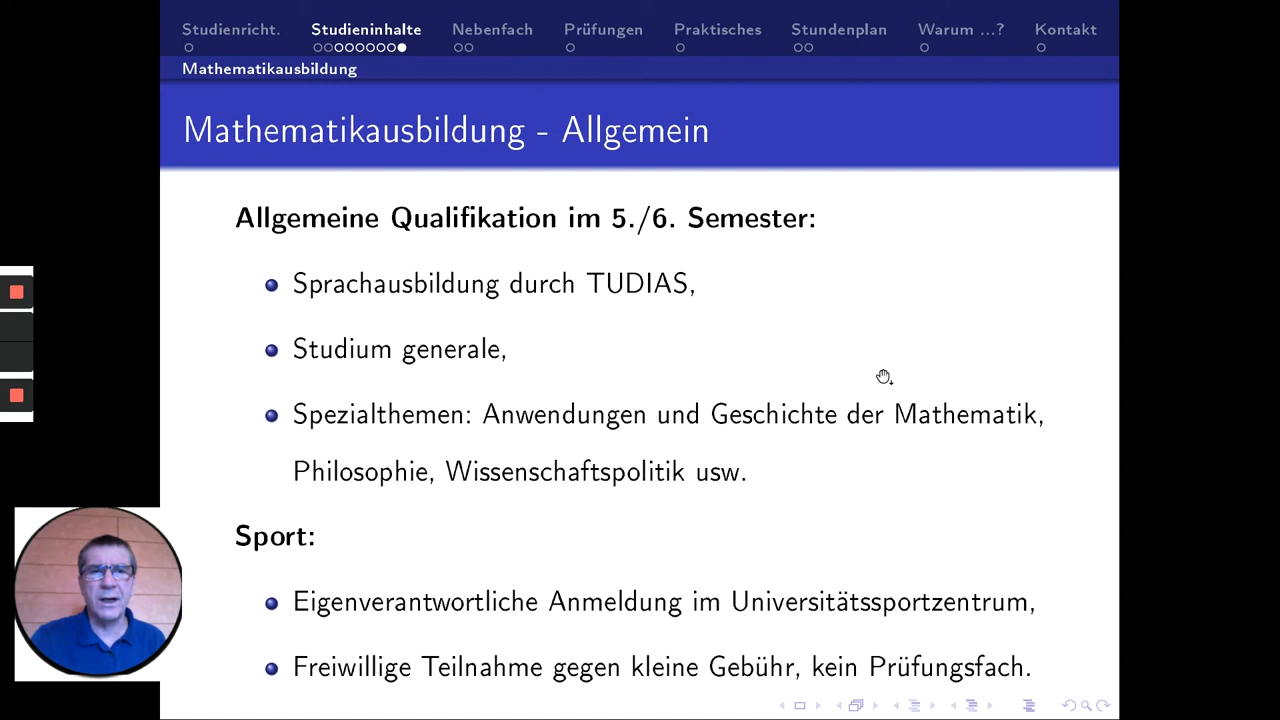 Studienricht. Studieninhalte Nebenfach Prüfungen Praktisches Stundenplan Warum ...? Kontakt
Mathematikausbildung
Mathematikausbildung - Allgemein
Allgemeine Qualifikation im 5./6. Semester:
Sprachausbildung durch TUDIAS,
Studium generale,
Spezialthemen: Anwendungen und Geschichte der Mathematik,
Philosophie, Wissenschaftspolitik usw.
Sport:
Eigenverantwortliche Anmeldung im Universitätssportzentrum,
Freiwillige Teilnahme gegen kleine Gebühr, kein Prüfungsfach.